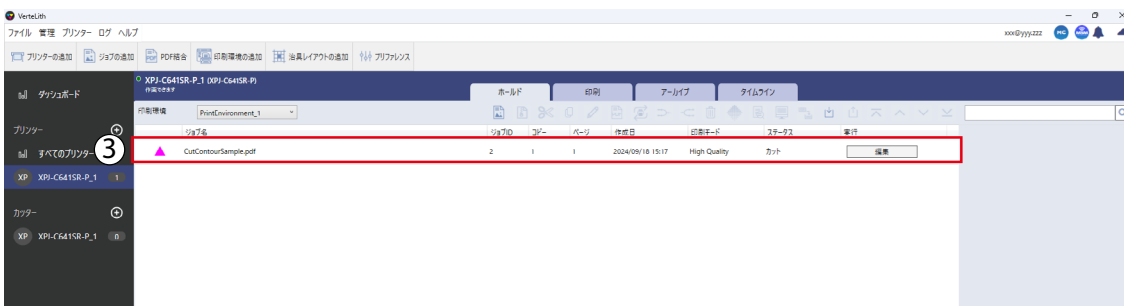 VerteLith
ファイル 管理 プリンター ログ ヘルプ
xxx@yyy.zzz MC
プリンターの追加 ジョブの追加 PDF結合 印刷環境の追加 治具レイアウトの追加 プリファレンス
XPJ-C641SR-P_1 (XPJ-C641SR-P)
作画できます
ホールド 印刷 アーカイブ タイムライン
ダッシュボード
印刷環境 PrintEnvironment_1
プリンター
ジョブ名 ジョブID コピー ページ 作成日 印刷モード ステータス 実行
すべてのプリンター
3
CutContourSample.pdf 2 1 1 2024/09/18 15:17 High Quality カット 編集
XP XPJ-C641SR-P_1 1
カッター
XP XPJ-C641SR-P_1 0